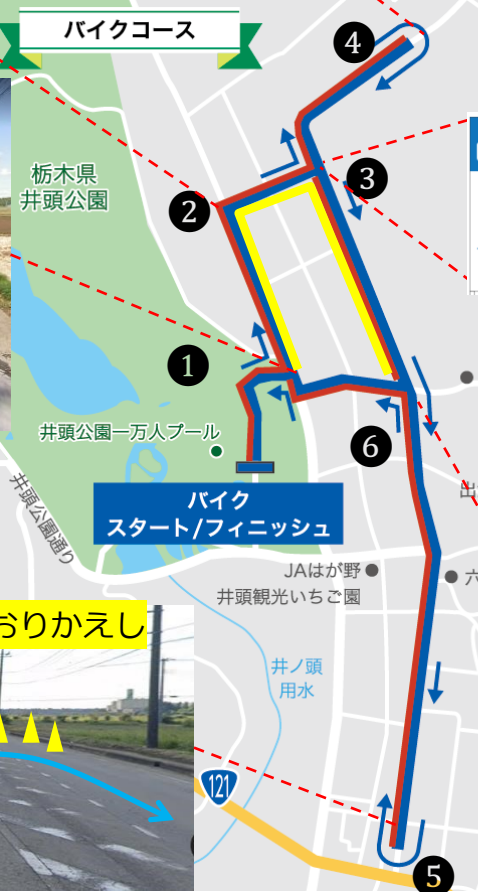 バイクコース
4
栃木県
井頭公園
3
2
1
井頭公園一万人プール
6
バイク
スタート/フィニッシュ
井頭公園通り
JAはが野
井頭観光いちご園
六
おりかえし
井ノ頭
用水
121
5